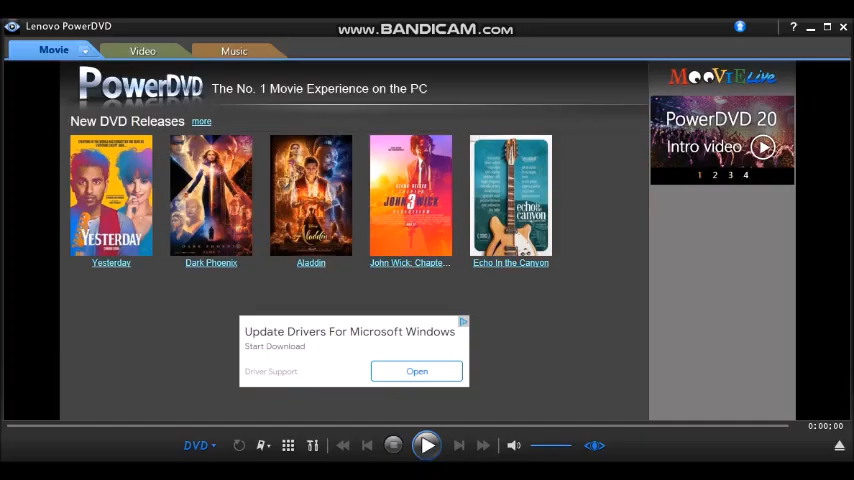 Lenovo PowerDVD
www.BANDICAM.com
?
Movie
Video
Music
PowerDVD The No. 1 Movie Experience on the PC
MOOVIE Live
New DVD Releases more
PowerDVD 20
Intro video
1 2 3 4
YESTERDAY
DARK PHOENIX
Aladdin
JOHN WICK
3
echo in the canyon
Yesterday
Dark Phoenix
Aladdin
John Wick: Chapte...
Echo In the Canyon
Update Drivers For Microsoft Windows
Start Download
Driver Support
Open
0:00:00
DVD